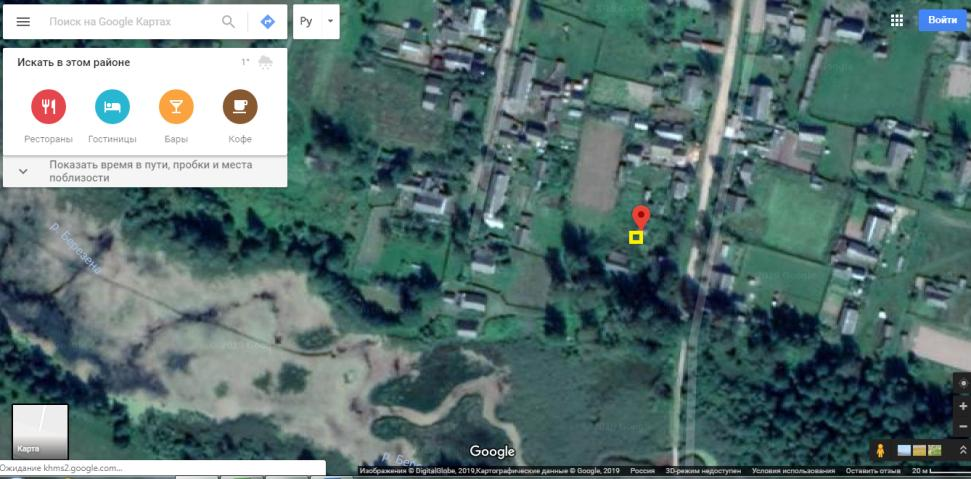 Поиск на Google Картах
Ру
Войти
Искать в этом районе
1°
Рестораны
Гостиницы
Бары
Кофе
Показать время в пути, пробки и места
поблизости
р. Березена
Google
Карта
Ожидание khms2.google.com...
Изображения © DigitalGlobe, 2019,Картографические данные © Google, 2019 Россия 3D-режим недоступен Условия использования Оставить отзыв 20 м